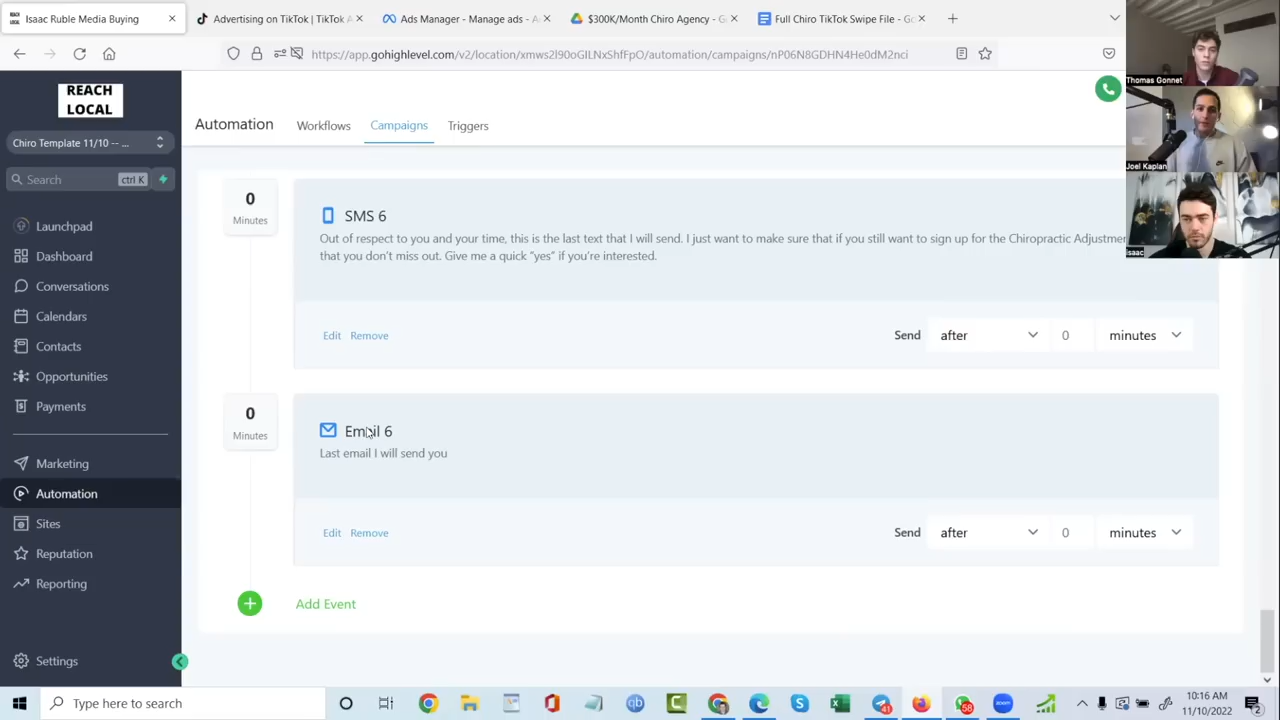 Isaac Ruble Media Buying
Advertising on TikTok | TikTok A
Ads Manager - Manage ads - A
$300K/Month Chiro Agency - G
Full Chiro TikTok Swipe File - Go
https://app.gohighlevel.com/v2/location/xmws2l90oGILNxShfFpO/automation/campaigns/nP06N8GDHN4He0dM2nci
Thomas Gonnet
Joel Kaplan
Isaac
REACH
LOCAL
Chiro Template 11/10 -- ...
Search
ctrl K
Launchpad
Dashboard
Conversations
Calendars
Contacts
Opportunities
Payments
Marketing
Automation
Sites
Reputation
Reporting
Settings
Automation
Workflows
Campaigns
Triggers
0
Minutes
SMS 6
Out of respect to you and your time, this is the last text that I will send. I just want to make sure that if you still want to sign up for the Chiropractic Adjustme
that you don't miss out. Give me a quick "yes" if you're interested.
Edit Remove
Send after 0 minutes
0
Minutes
Email 6
Last email I will send you
Edit Remove
Send after 0 minutes
Add Event
Type here to search
41
58
10:16 AM
11/10/2022
2